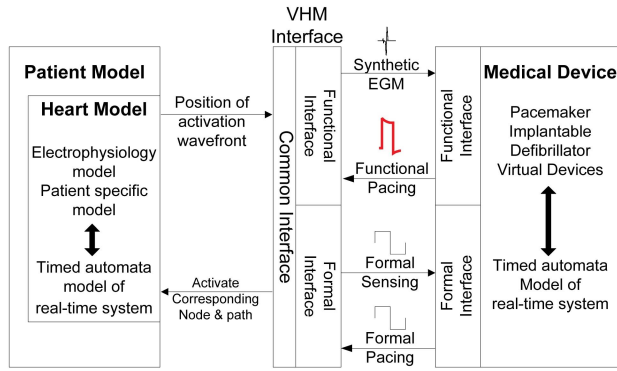 VHM
Interface
Patient Model
Heart Model
Electrophysiology
model
Patient specific
model
Timed automata
model of
real-time system
Position of
activation
wavefront
Activate
Corresponding
Node & path
Common Interface
Functional
Interface
Formal
Interface
Synthetic
EGM
Functional
Pacing
Formal
Sensing
Formal
Pacing
Functional Interface
Formal Interface
Medical Device
Pacemaker
Implantable
Defibrillator
Virtual Devices
Timed automata
Model of
real-time system